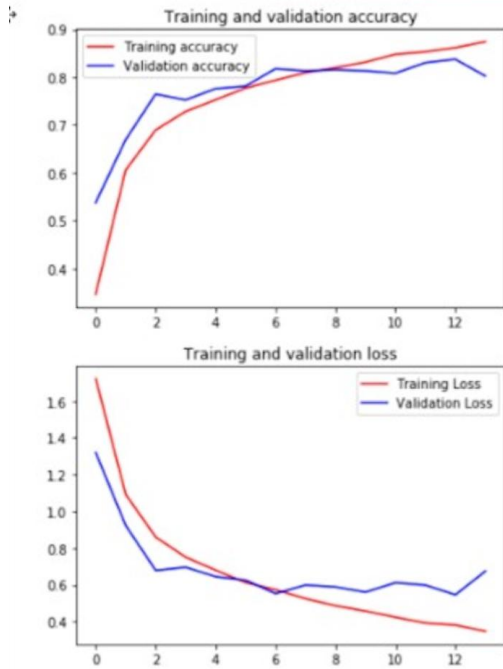 Training and validation accuracy
0.9
Training accuracy
Validation accuracy
0.8
0.7
0.6
0.5
0.4
0 2 4 6 8 10 12
Training and validation loss
Training Loss
Validation Loss
1.6
1.4
1.2
1.0
0.8
0.6
0.4
0 2 4 6 8 10 12